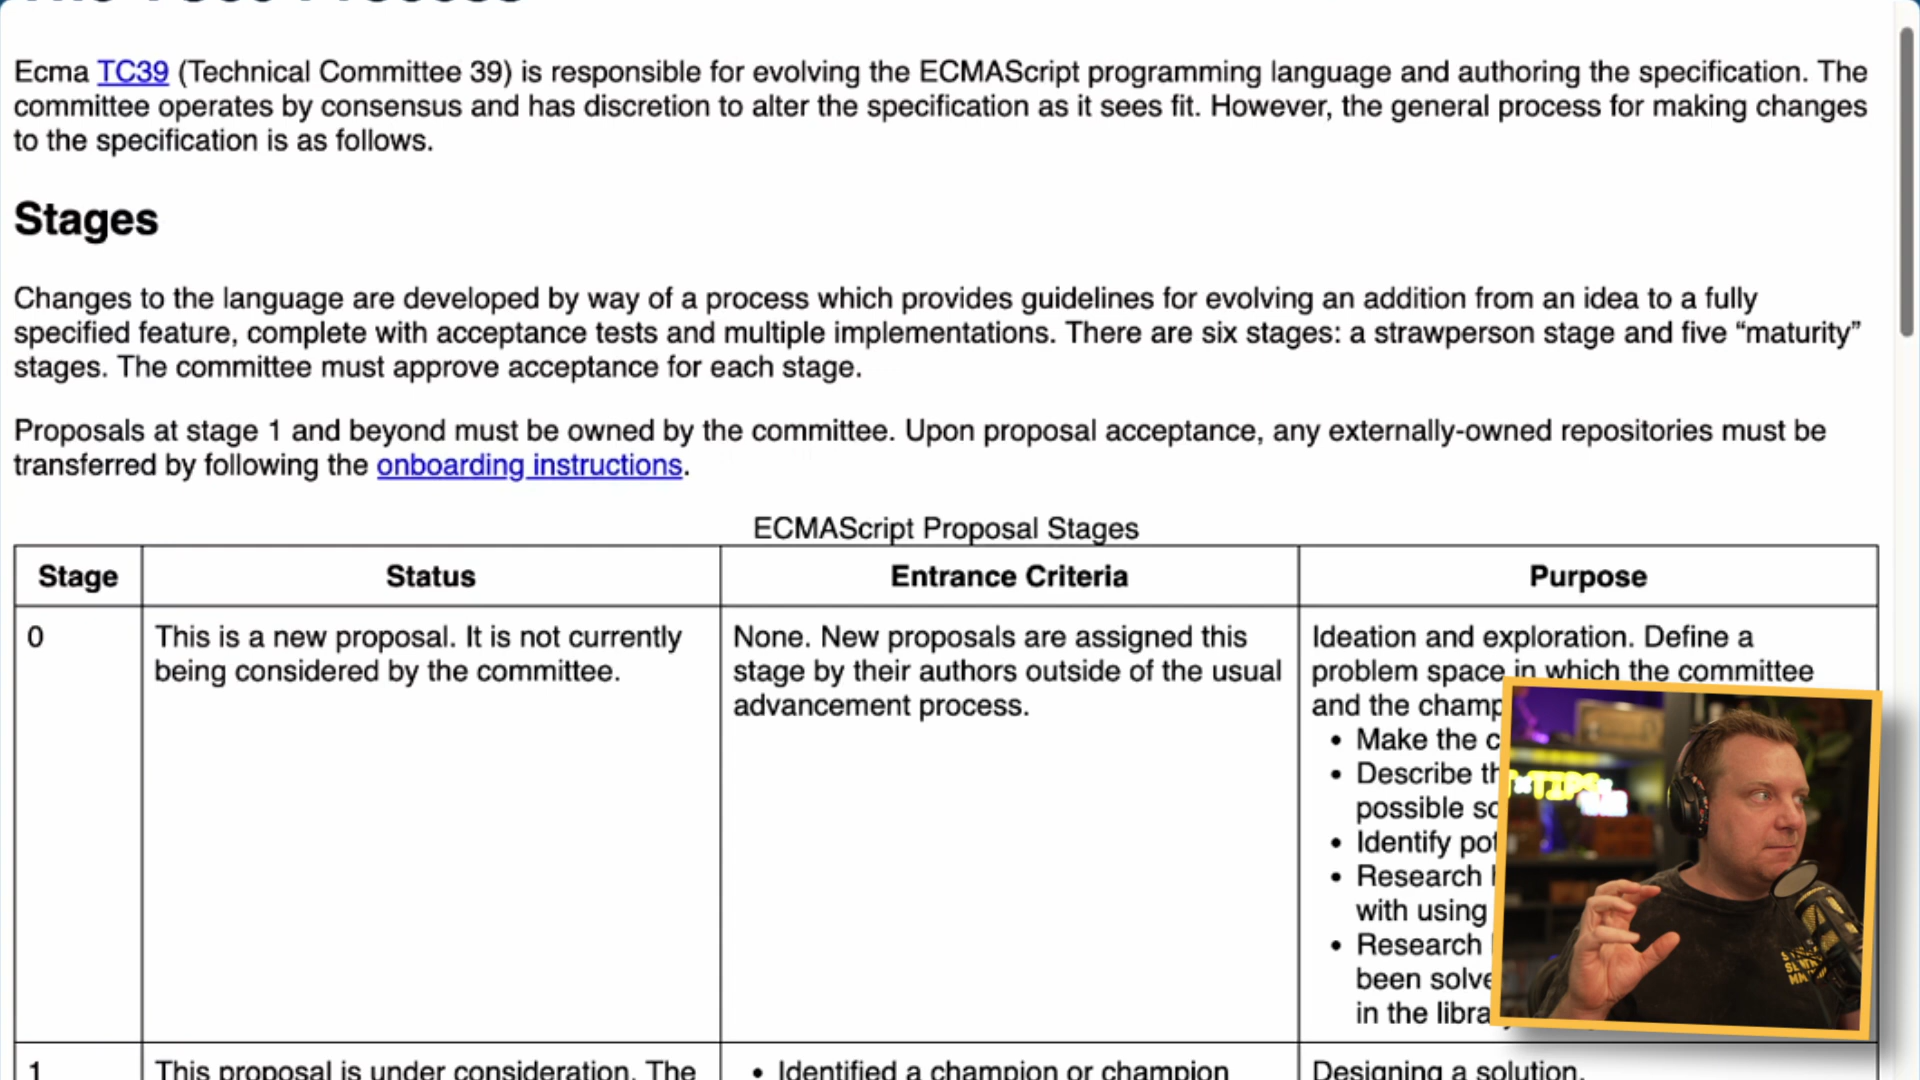 Ecma TC39 (Technical Committee 39) is responsible for evolving the ECMAScript programming language and authoring the specification. The
committee operates by consensus and has discretion to alter the specification as it sees fit. However, the general process for making changes
to the specification is as follows.
Stages
Changes to the language are developed by way of a process which provides guidelines for evolving an addition from an idea to a fully
specified feature, complete with acceptance tests and multiple implementations. There are six stages: a strawperson stage and five “maturity”
stages. The committee must approve acceptance for each stage.
Proposals at stage 1 and beyond must be owned by the committee. Upon proposal acceptance, any externally-owned repositories must be
transferred by following the onboarding instructions.
ECMAScript Proposal Stages
Stage Status Entrance Criteria Purpose
0
This is a new proposal. It is not currently
being considered by the committee.
None. New proposals are assigned this
stage by their authors outside of the usual
advancement process.
Ideation and exploration. Define a
problem space in which the committee
and the
• Make the
• Describe
possible
• Identify
• Research
with using
• Research
been
in the
1
This proposal is under consideration. The
• Identified a champion or champion
Designing a solution.
TIPS